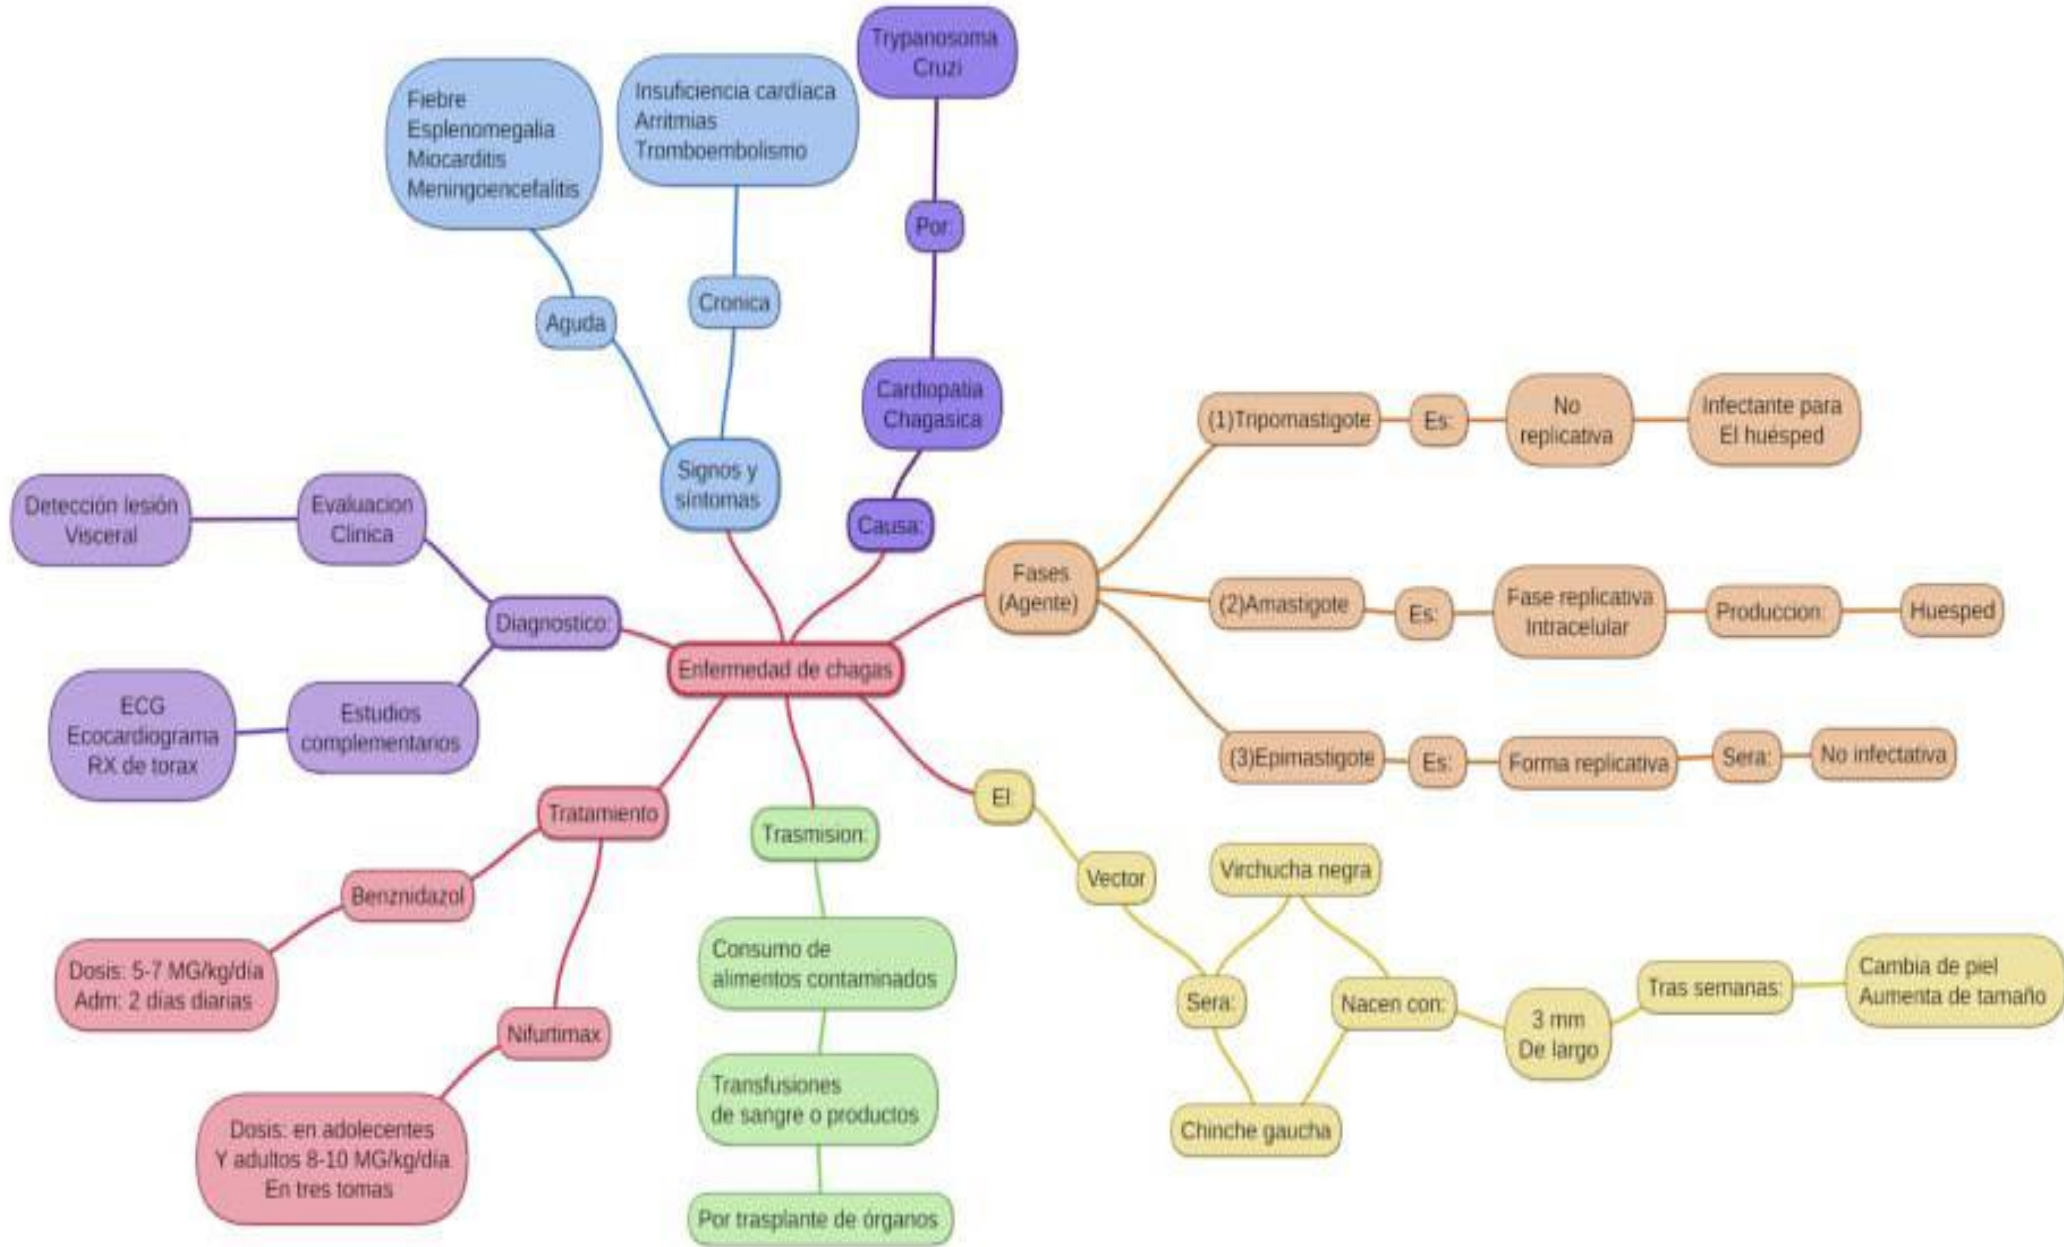 Trypanosoma
Cruzi
Por:
Cardiopatia
Chagasica
Causa:
Insuficiencia cardíaca
Arritmias
Tromboembolismo
Cronica
Fiebre
Esplenomegalia
Miocarditis
Meningoencefalitis
Aguda
Signos y
síntomas
Detección lesión
Visceral
Evaluacion
Clinica
Diagnostico:
ECG
Ecocardiograma
RX de torax
Estudios
complementarios
Enfermedad de chagas
Fases
(Agente)
(1)Tripomastigote
Es:
No
replicativa
Infectante para
El huésped
(2)Amastigote
Es:
Fase replicativa
Intracelular
Produccion:
Huesped
(3)Epimastigote
Es:
Forma replicativa
Sera:
No infectativa
Tratamiento
Benznidazol
Dosis: 5-7 MG/kg/día
Adm: 2 días diarias
Nifurtimax
Dosis: en adolecentes
Y adultos 8-10 MG/kg/día
En tres tomas
Trasmision:
Consumo de
alimentos contaminados
Transfusiones
de sangre o productos
Por trasplante de órganos
El:
Vector
Sera:
Virchucha negra
Chinche gaucha
Nacen con:
3 mm
De largo
Tras semanas:
Cambia de piel
Aumenta de tamaño